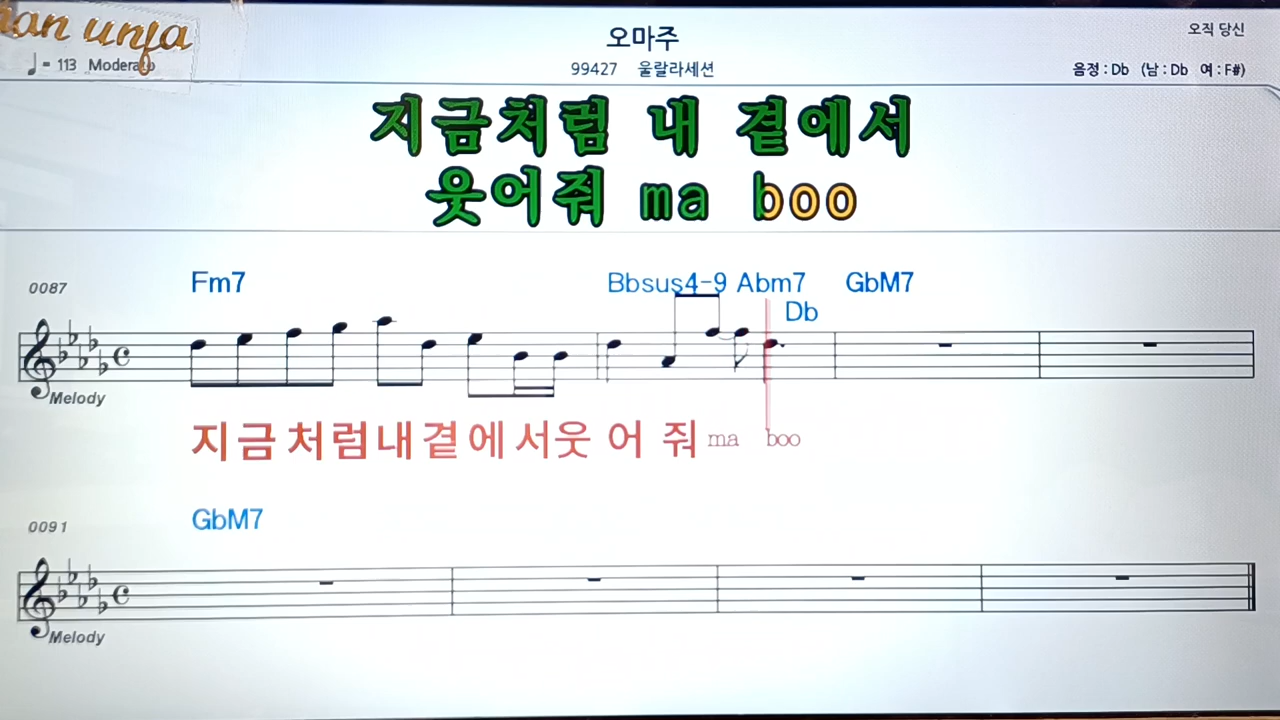 unja
오마주
오직 당신
♩= 113 Moderato
99427 울랄라세션
음정 : Db (남 : Db 여 : F#)
지금처럼 내 곁에서
웃어줘 ma boo
0087
Fm7 Bbsus4-9 Abm7 GbM7
Db
Melody
지금처럼내곁에서웃어줘ma boo
0091
GbM7
Melody